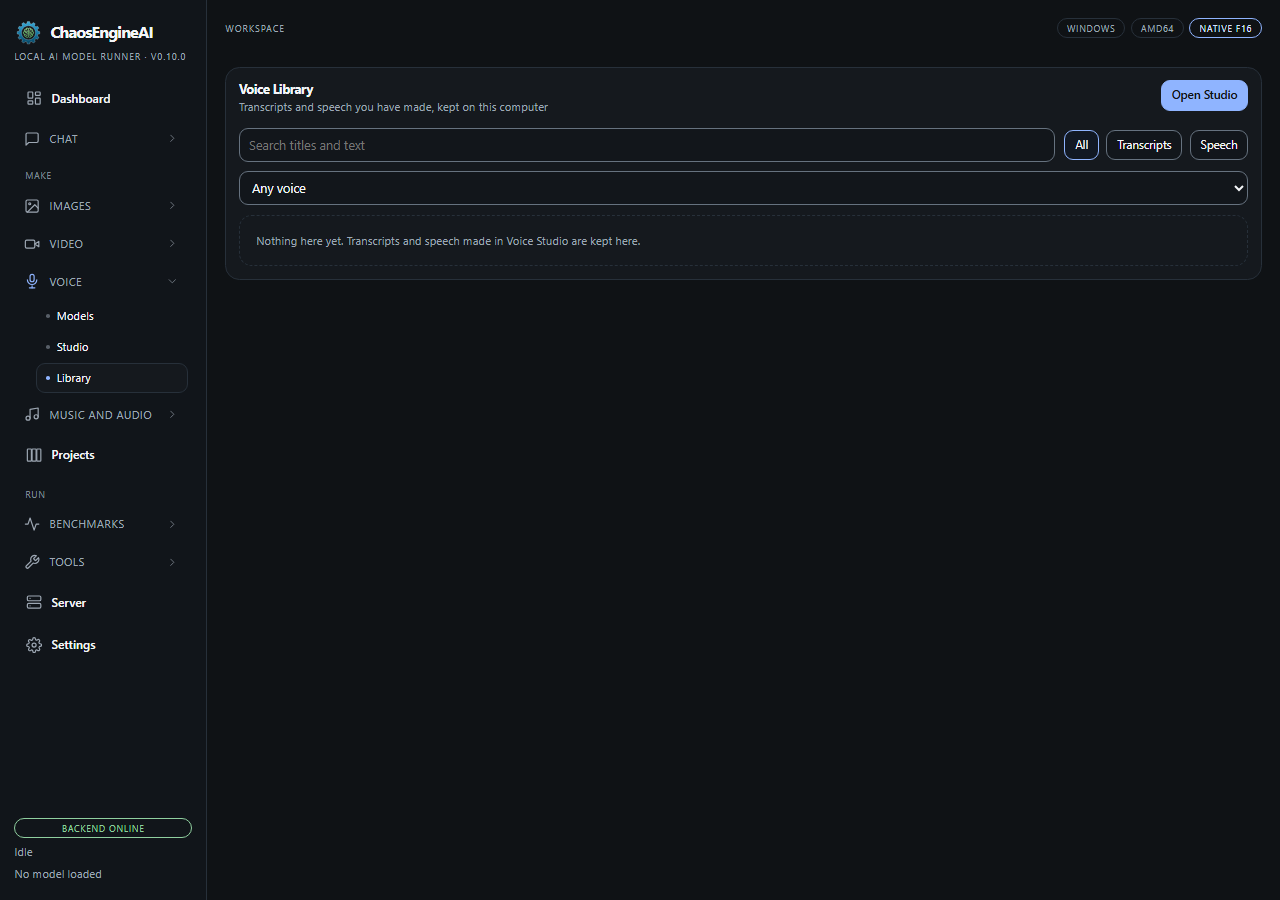 ChaosEngineAI
LOCAL AI MODEL RUNNER · V0.10.0
Dashboard
CHAT
MAKE
IMAGES
VIDEO
VOICE
Models
Studio
Library
MUSIC AND AUDIO
Projects
RUN
BENCHMARKS
TOOLS
Server
Settings
BACKEND ONLINE
Idle
No model loaded
WORKSPACE
WINDOWS
AMD64
NATIVE F16
Voice Library
Transcripts and speech you have made, kept on this computer
Open Studio
Search titles and text
All
Transcripts
Speech
Any voice
Nothing here yet. Transcripts and speech made in Voice Studio are kept here.